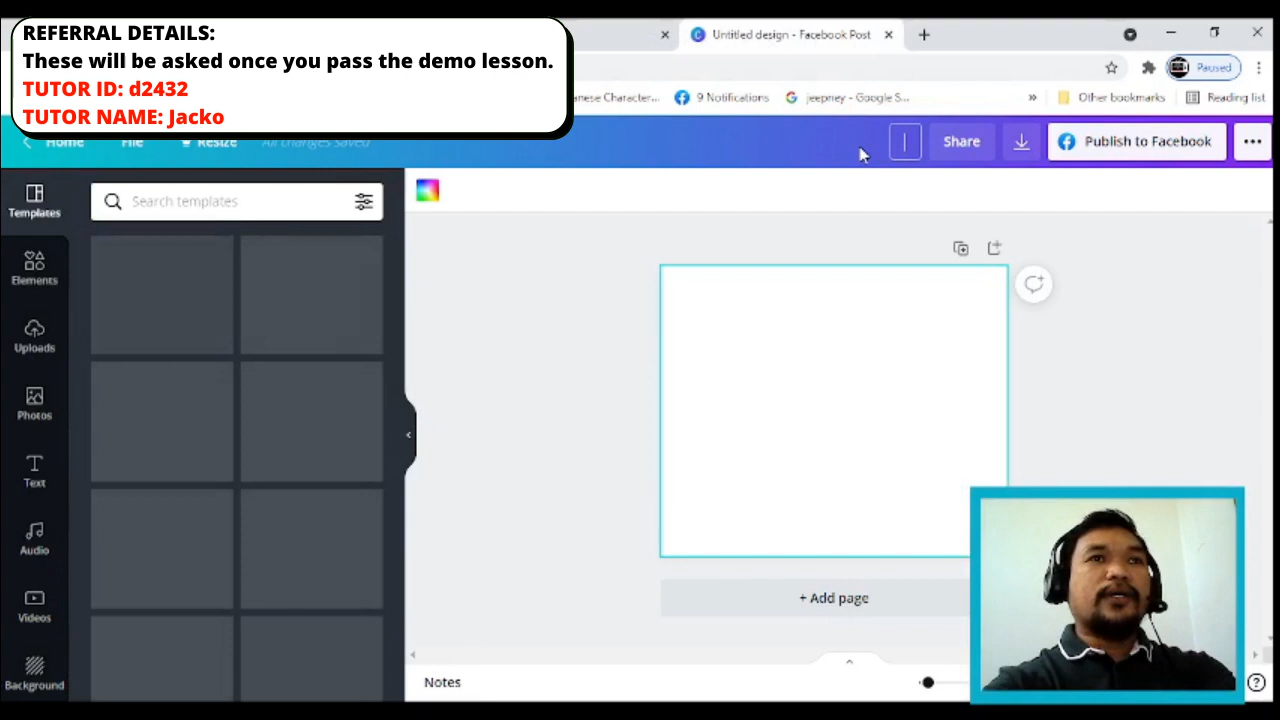 REFERRAL DETAILS:
These will be asked once you pass the demo lesson.
TUTOR ID: d2432
TUTOR NAME: Jacko
Untitled design - Facebook Post
Paused
anese Character...
9 Notifications
jeepney - Google S...
Other bookmarks
Reading list
Home
File
Resize
All changes saved
Share
Publish to Facebook
Templates
Search templates
Elements
Uploads
Photos
Text
Audio
Videos
Background
+ Add page
Notes